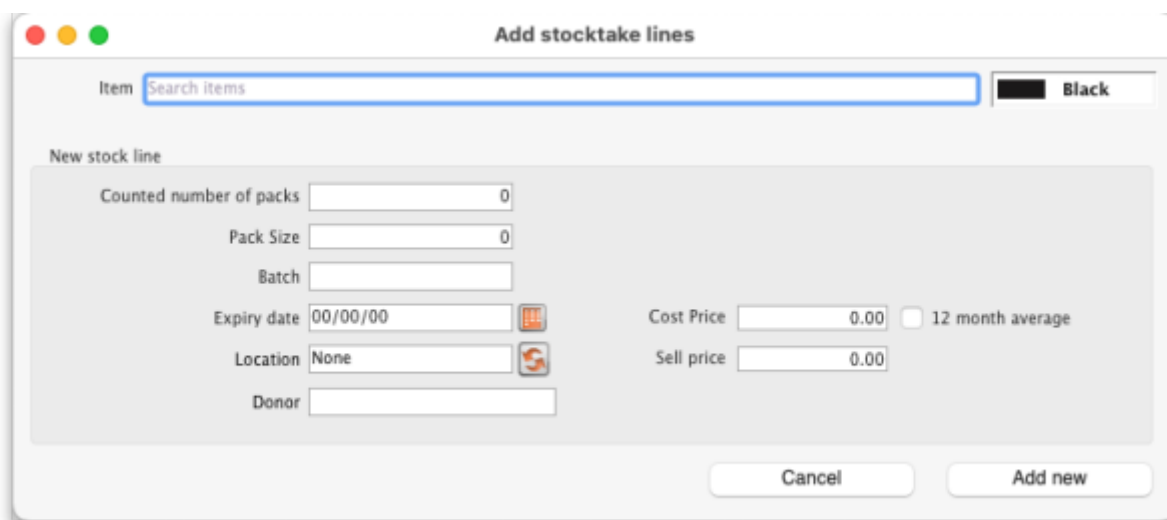 Add stocktake lines
Item Search items Black
New stock line
Counted number of packs 0
Pack Size 0
Batch
Expiry date 00/00/00 Cost Price 0.00 12 month average
Location None Sell price 0.00
Donor
Cancel Add new